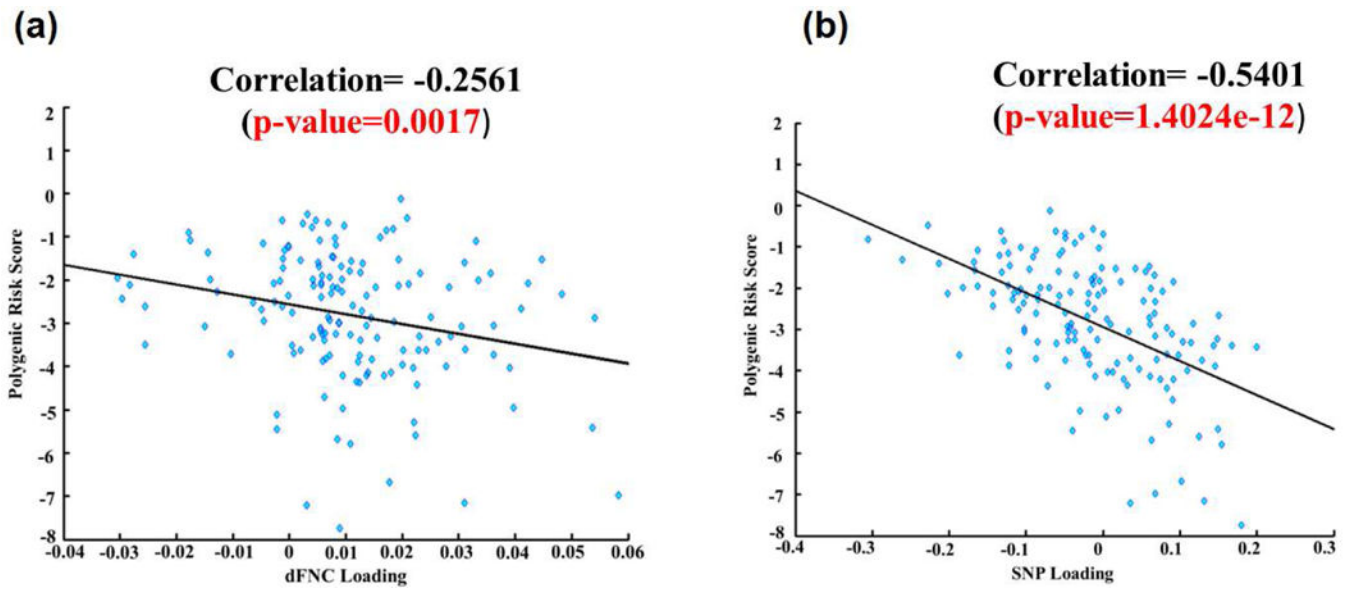 (a)
Correlation= -0.2561
(p-value=0.0017)
2
1
0
-1
-2
-3
-4
-5
-6
-7
-8
Polygenic Risk Score
-0.04 -0.03 -0.02 -0.01 0 0.01 0.02 0.03 0.04 0.05 0.06
dFNC Loading
(b)
Correlation= -0.5401
(p-value=1.4024e-12)
2
1
0
-1
-2
-3
-4
-5
-6
-7
-8
Polygenic Risk Score
-0.4 -0.3 -0.2 -0.1 0 0.1 0.2 0.3
SNP Loading